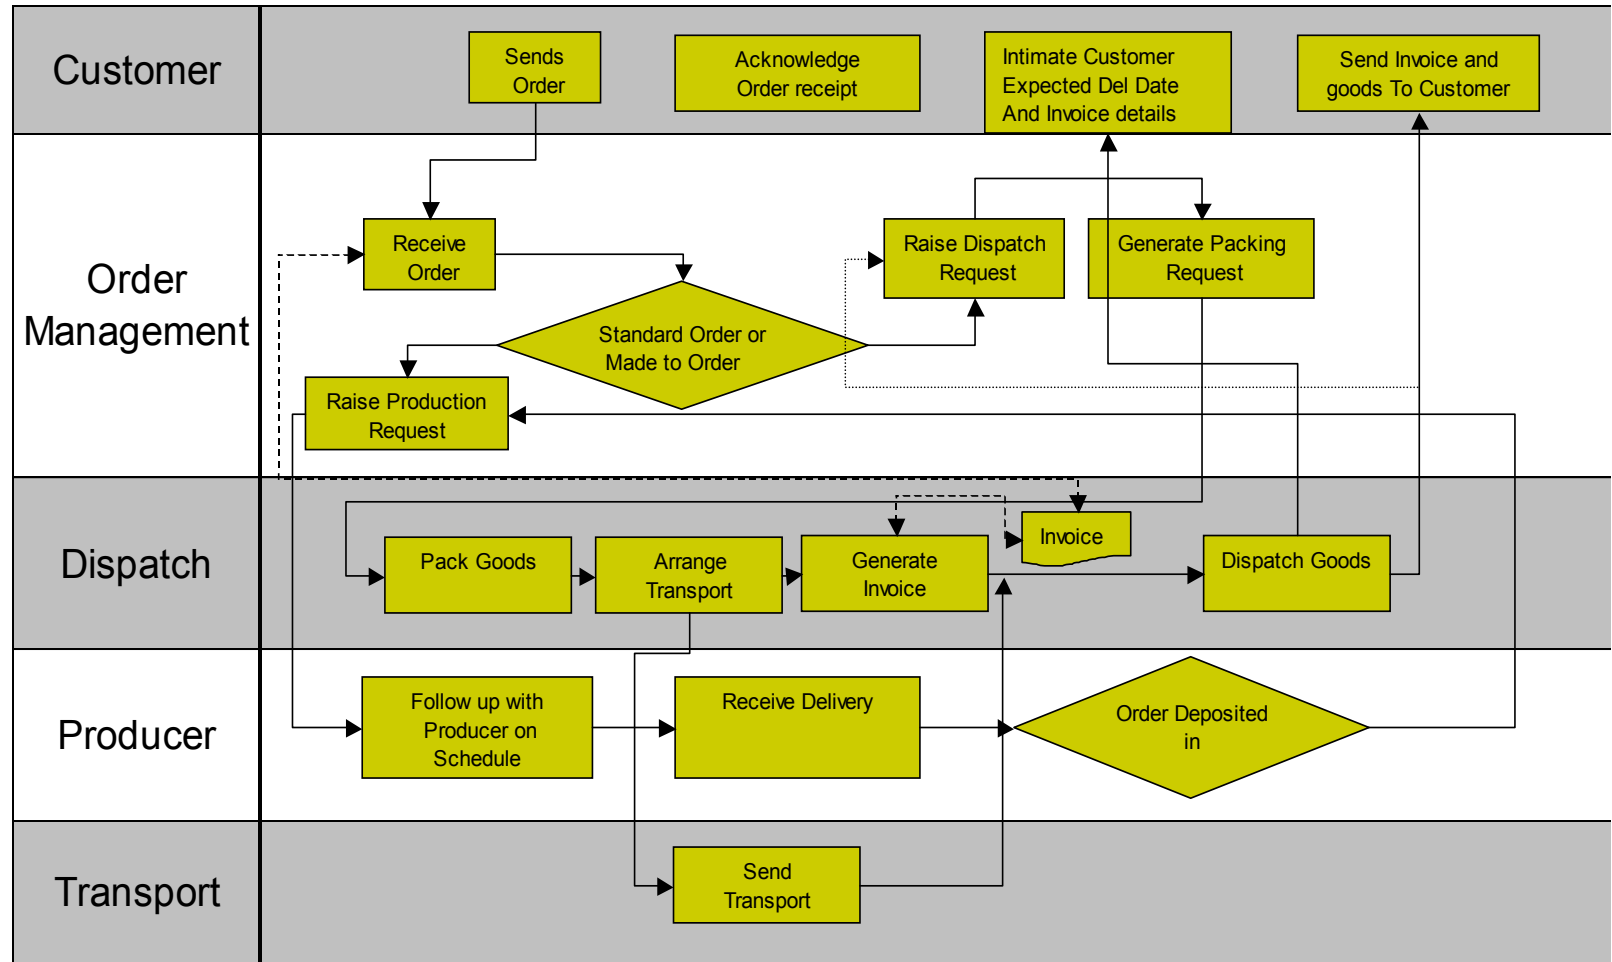 Customer
Sends
Order
Acknowledge
Order receipt
Intimate Customer
Expected Del Date
And Invoice details
Send Invoice and
goods To Customer
Order
Management
Receive
Order
Raise Dispatch
Request
Generate Packing
Request
Standard Order or
Made to Order
Raise Production
Request
Dispatch
Pack Goods
Arrange
Transport
Generate
Invoice
Invoice
Dispatch Goods
Producer
Follow up with
Producer on
Schedule
Receive Delivery
Order Deposited
in
Transport
Send
Transport